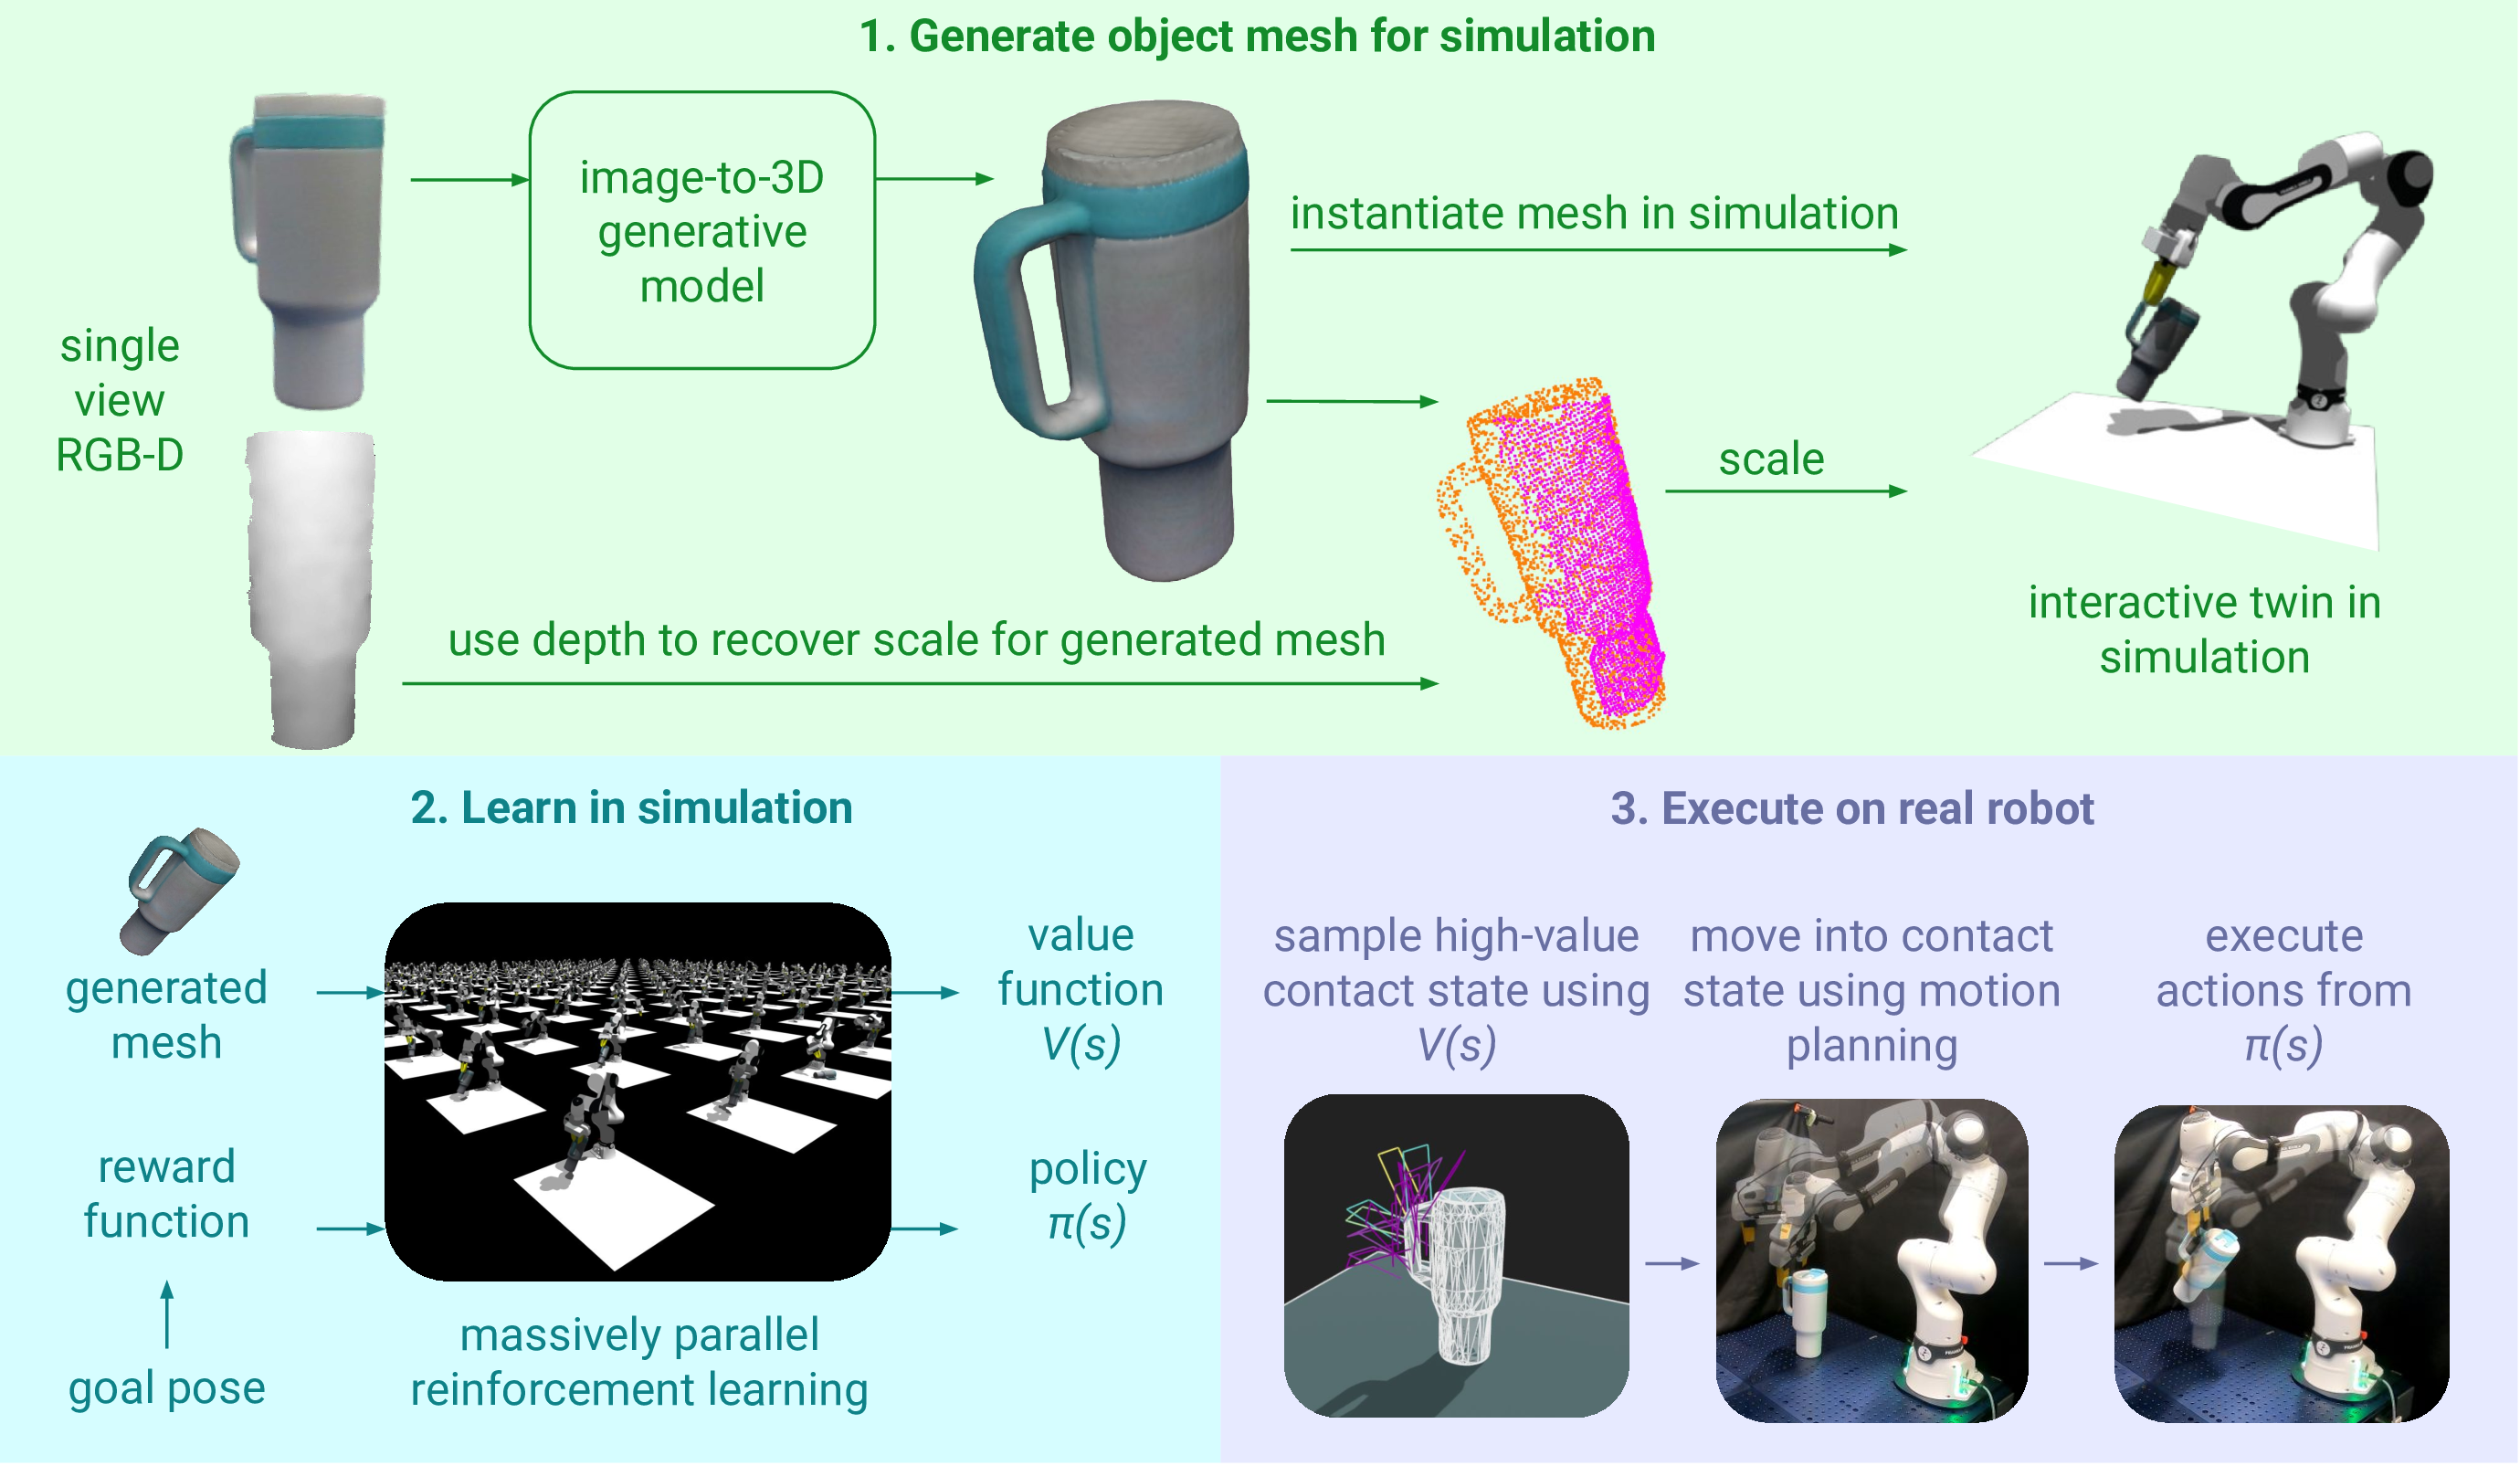 1. Generate object mesh for simulation
single
view
RGB-D
image-to-3D
generative
model
instantiate mesh in simulation
scale
use depth to recover scale for generated mesh
interactive twin in
simulation
2. Learn in simulation
generated
mesh
reward
function
goal pose
massively parallel
reinforcement learning
value
function
V(s)
policy
π(s)
3. Execute on real robot
sample high-value
contact state using
V(s)
move into contact
state using motion
planning
execute
actions from
π(s)